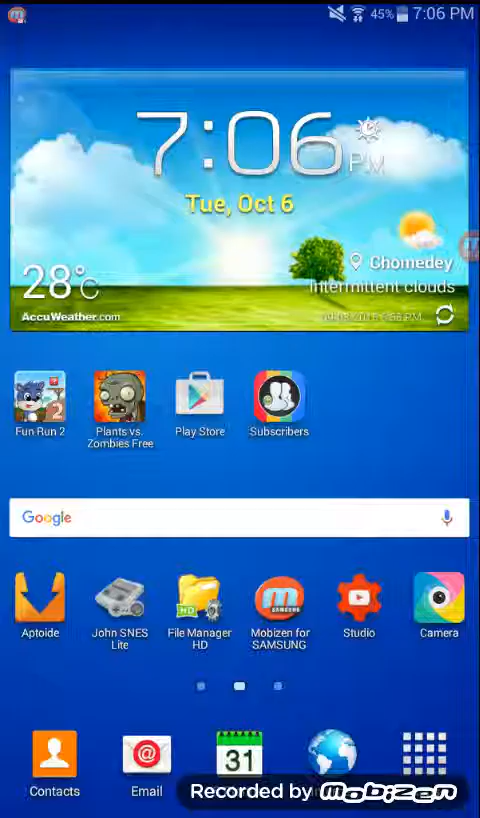 45% 7:06 PM
7:06 PM
Tue, Oct 6
Chomedey
28°C
Intermittent clouds
AccuWeather.com
Fun Run 2
Plants vs. Zombies Free
Play Store
Subscribers
Google
Aptoide
John SNES Lite
File Manager HD
Mobizen for SAMSUNG
Studio
Camera
31
Contacts
Email
Recorded by Mobizen